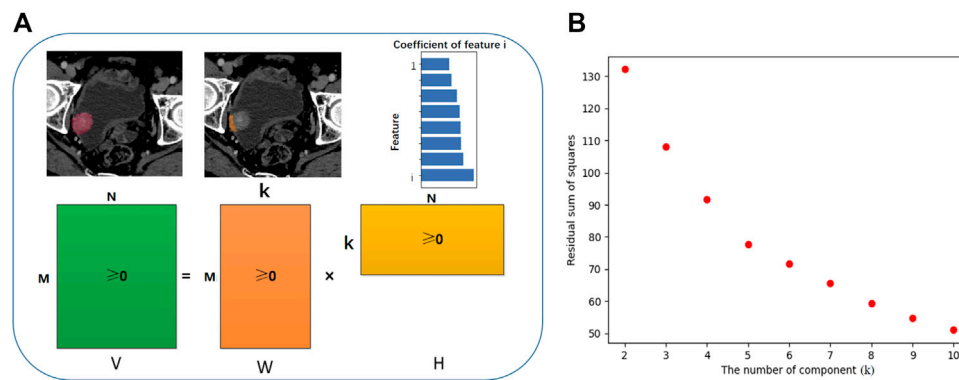 A
Coefficient of feature i
1
Feature
i
k
N
N
M
⩾0
=
M
⩾0
×
k
⩾0
V
W
H
B
Residual sum of squares
130
120
110
100
90
80
70
60
50
2 3 4 5 6 7 8 9 10
The number of component (k)